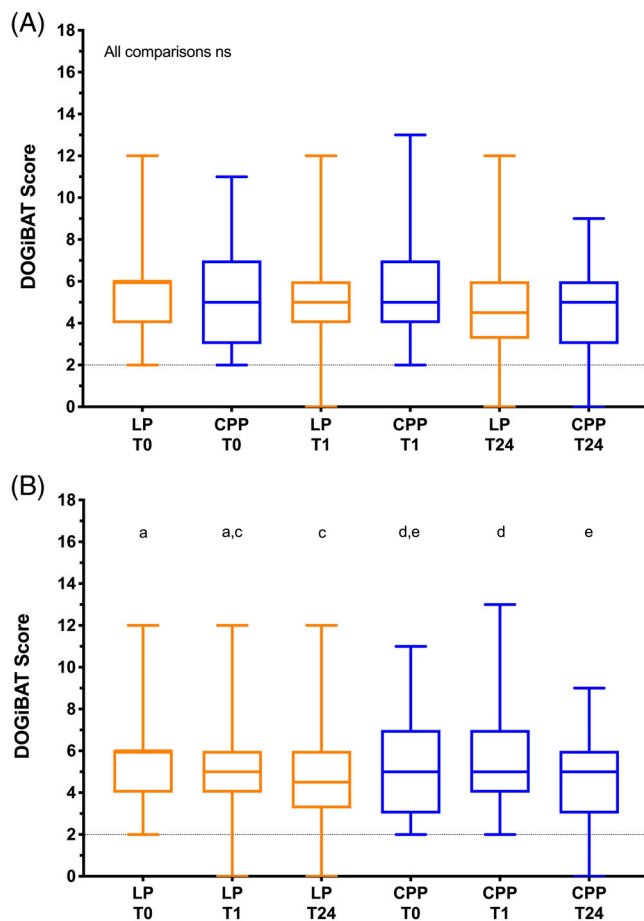 (A)
18
All comparisons ns
16
14
12
10
8
6
4
2
0
DOGiBAT Score
LP CPP LP CPP LP CPP
T0 T0 T1 T1 T24 T24
(B)
18
16
a a,c c d,e d e
14
12
10
8
6
4
2
0
DOGiBAT Score
LP LP LP CPP CPP CPP
T0 T1 T24 T0 T1 T24